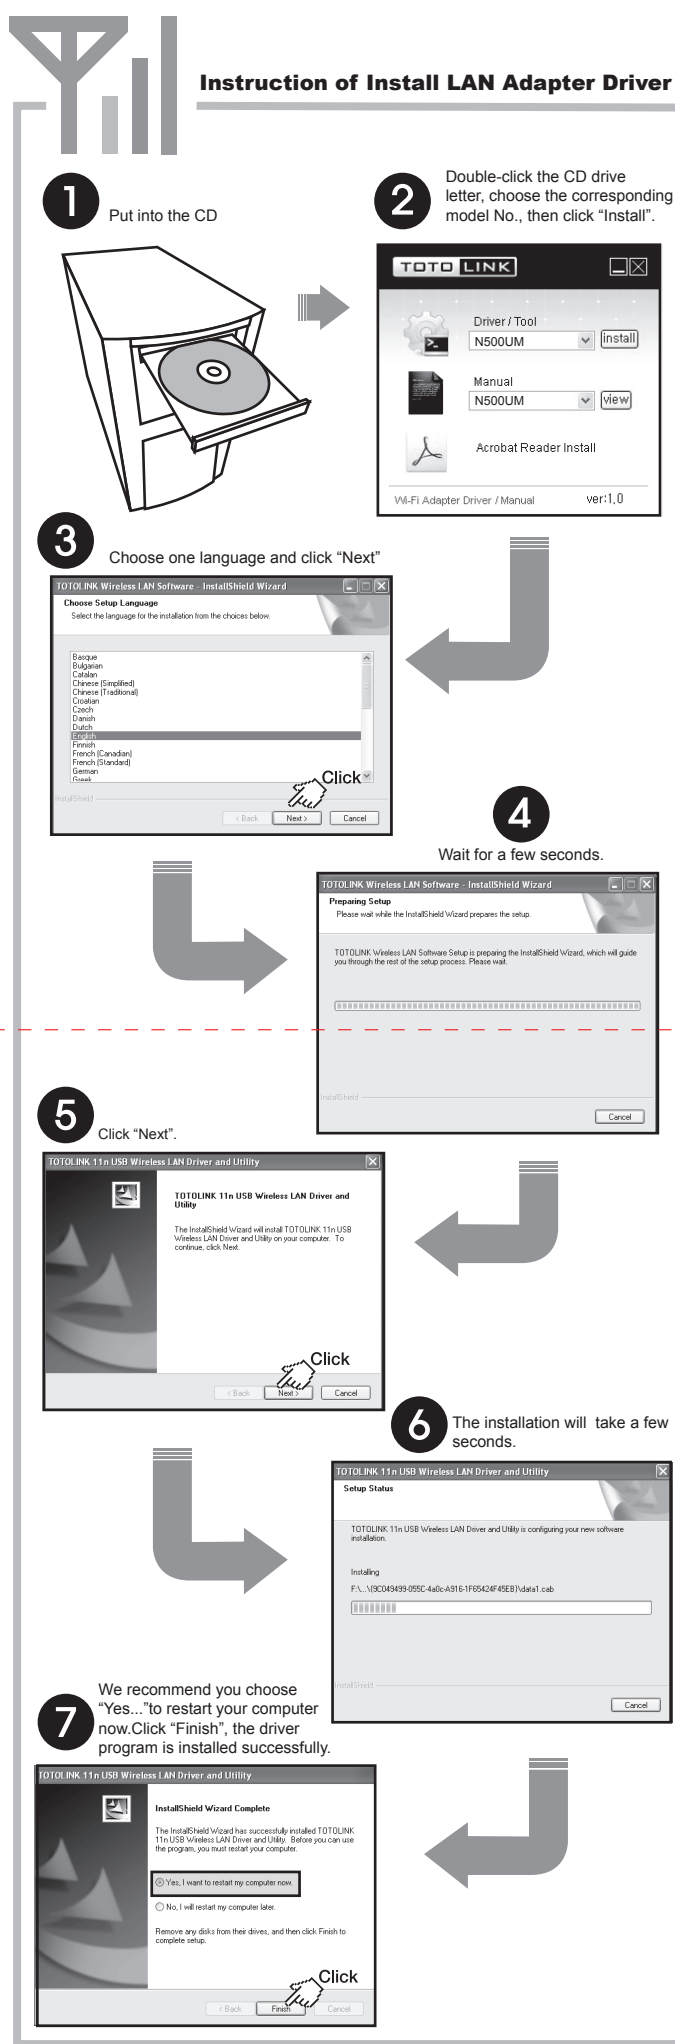 Instruction of Install LAN Adapter Driver
1
Put into the CD
2
Double-click the CD drive
letter, choose the corresponding
model No., then click “Install”.
TOTO LINK
Driver / Tool
N500UM
install
Manual
N500UM
view
Acrobat Reader Install
Wi-Fi Adapter Driver / Manual
ver:1,0
3
Choose one language and click “Next”
TOTOLINK Wireless LAN Software - InstallShield Wizard
Choose Setup Language
Select the language for the installation from the choices below.
Basque
Bulgarian
Catalan
Chinese (Simplified)
Chinese (Traditional)
Croatian
Czech
Danish
Dutch
English
Finnish
French (Canadian)
French (Standard)
German
Greek
Click
InstallShield
< Back
Next >
Cancel
4
Wait for a few seconds.
TOTOLINK Wireless LAN Software - InstallShield Wizard
Preparing Setup
Please wait while the InstallShield Wizard prepares the setup.
TOTOLINK Wireless LAN Software Setup is preparing the InstallShield Wizard, which will guide
you through the rest of the setup process. Please wait.
InstallShield
Cancel
5
Click “Next”.
TOTOLINK 11n USB Wireless LAN Driver and Utility
TOTOLINK 11n USB Wireless LAN Driver and
Utility
The InstallShield Wizard will install TOTOLINK 11n USB
Wireless LAN Driver and Utility on your computer. To
continue, click Next.
Click
< Back
Next >
Cancel
6
The installation will take a few
seconds.
TOTOLINK 11n USB Wireless LAN Driver and Utility
Setup Status
TOTOLINK 11n USB Wireless LAN Driver and Utility is configuring your new software
installation.
Installing
F:\...\{9C049499-055C-4a0c-A916-1F65424F45EB}\data1.cab
InstallShield
Cancel
7
We recommend you choose
“Yes...”to restart your computer
now.Click “Finish”, the driver
program is installed successfully.
TOTOLINK 11n USB Wireless LAN Driver and Utility
InstallShield Wizard Complete
The InstallShield Wizard has successfully installed TOTOLINK
11n USB Wireless LAN Driver and Utility. Before you can use
the program, you must restart your computer.
Yes, I want to restart my computer now.
No, I will restart my computer later.
Remove any disks from their drives, and then click Finish to
complete setup.
Click
< Back
Finish
Cancel